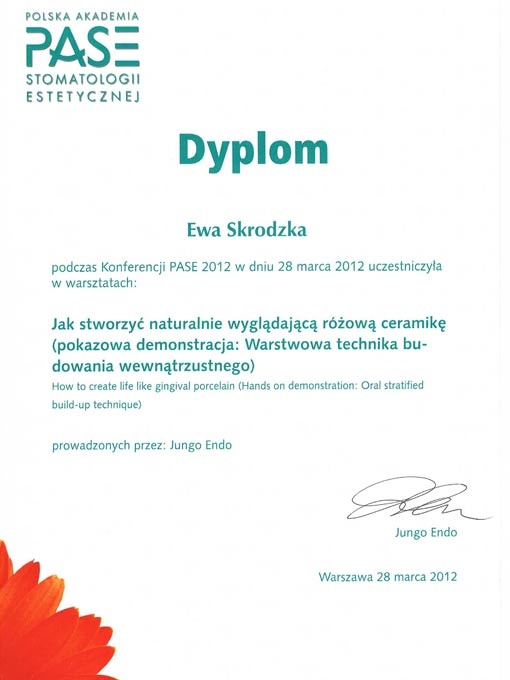 POLSKA AKADEMIA
PASE
STOMATOLOGII
ESTETYCZNEJ
Dyplom
Ewa Skrodzka
podczas Konferencji PASE 2012 w dniu 28 marca 2012 uczestniczyła
w warsztatach:
Jak stworzyć naturalnie wyglądającą różową ceramikę
(pokazowa demonstracja: Warstwowa technika bu-
dowania wewnątrzustnego)
How to create life like gingival porcelain (Hands on demonstration: Oral stratified
build-up technique)
prowadzonych przez: Jungo Endo
Jungo Endo
Warszawa 28 marca 2012